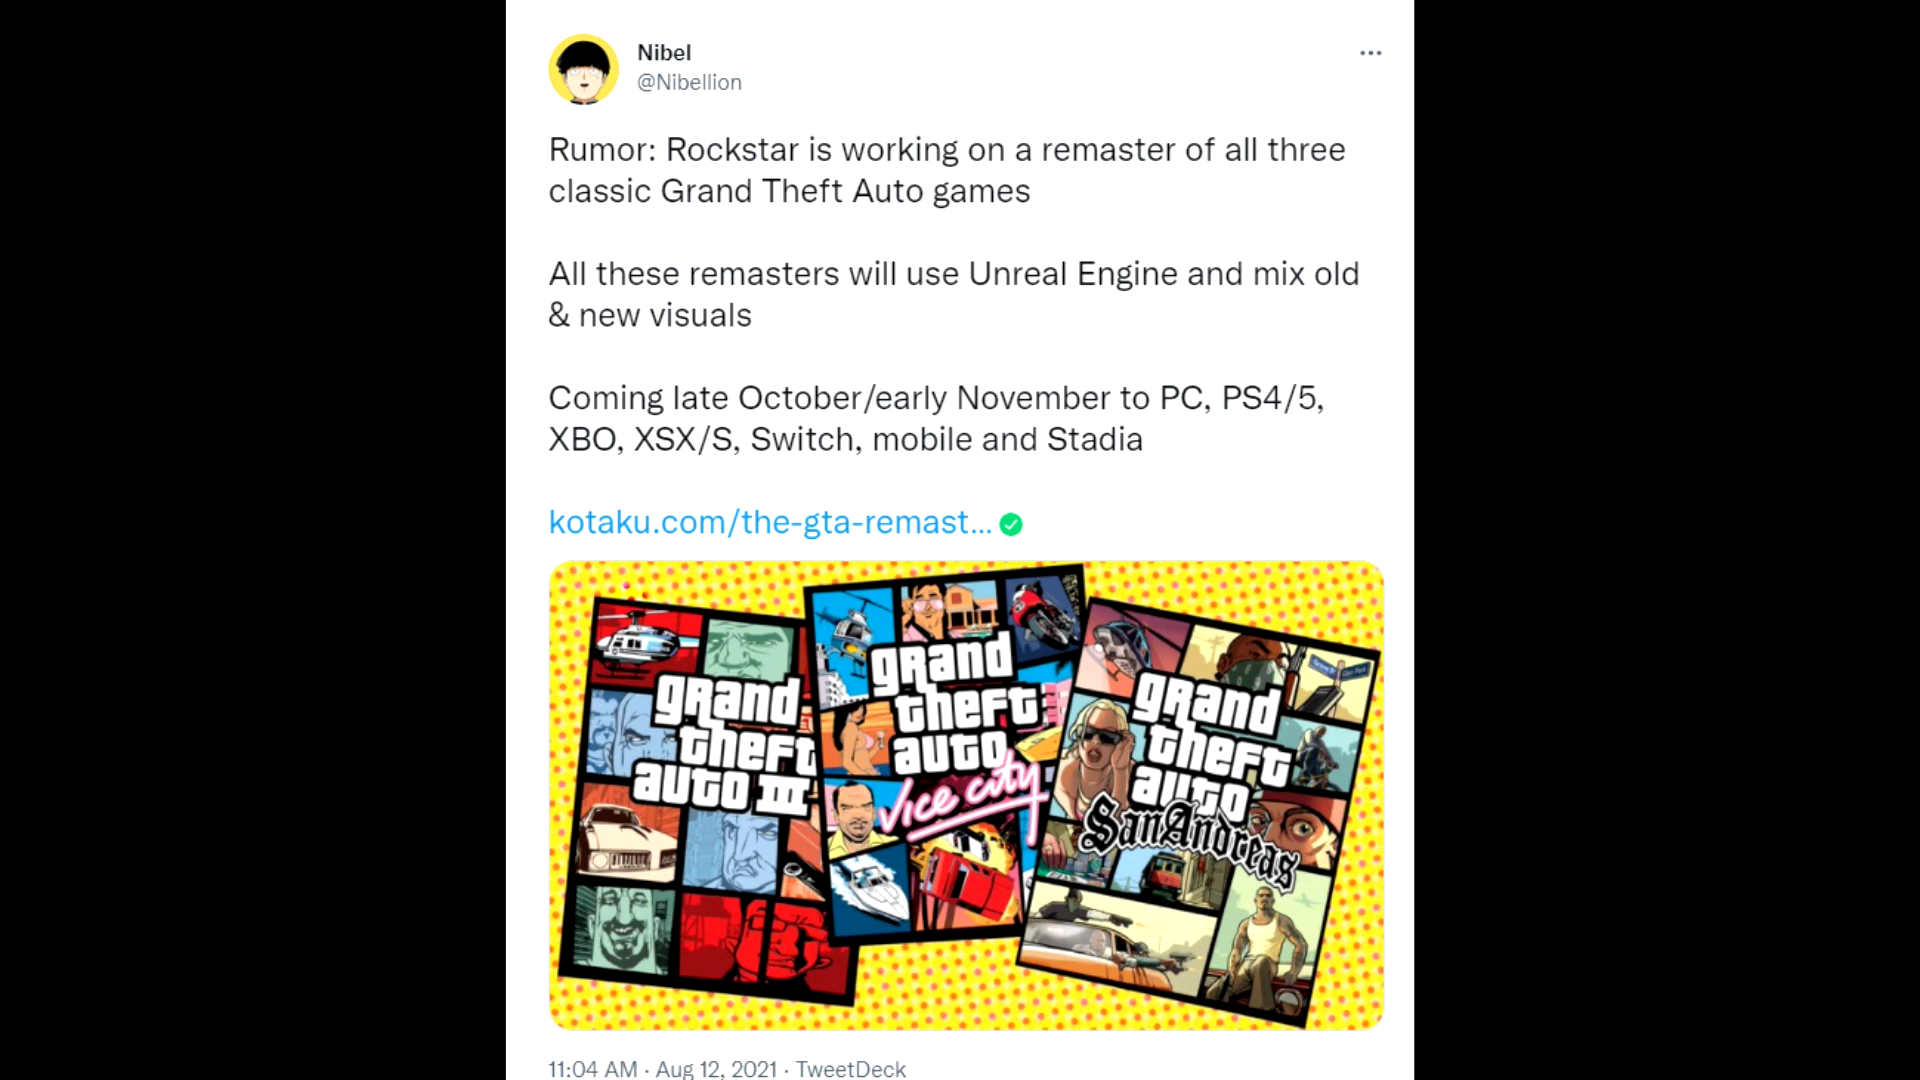 Nibel
@Nibellion
Rumor: Rockstar is working on a remaster of all three
classic Grand Theft Auto games
All these remasters will use Unreal Engine and mix old
& new visuals
Coming late October/early November to PC, PS4/5,
XBO, XSX/S, Switch, mobile and Stadia
kotaku.com/the-gta-remast...
grand
theft
auto III
grand
theft
auto
vice city
grand
theft
auto
SanAndreas
11:04 AM · Aug 12, 2021 · TweetDeck